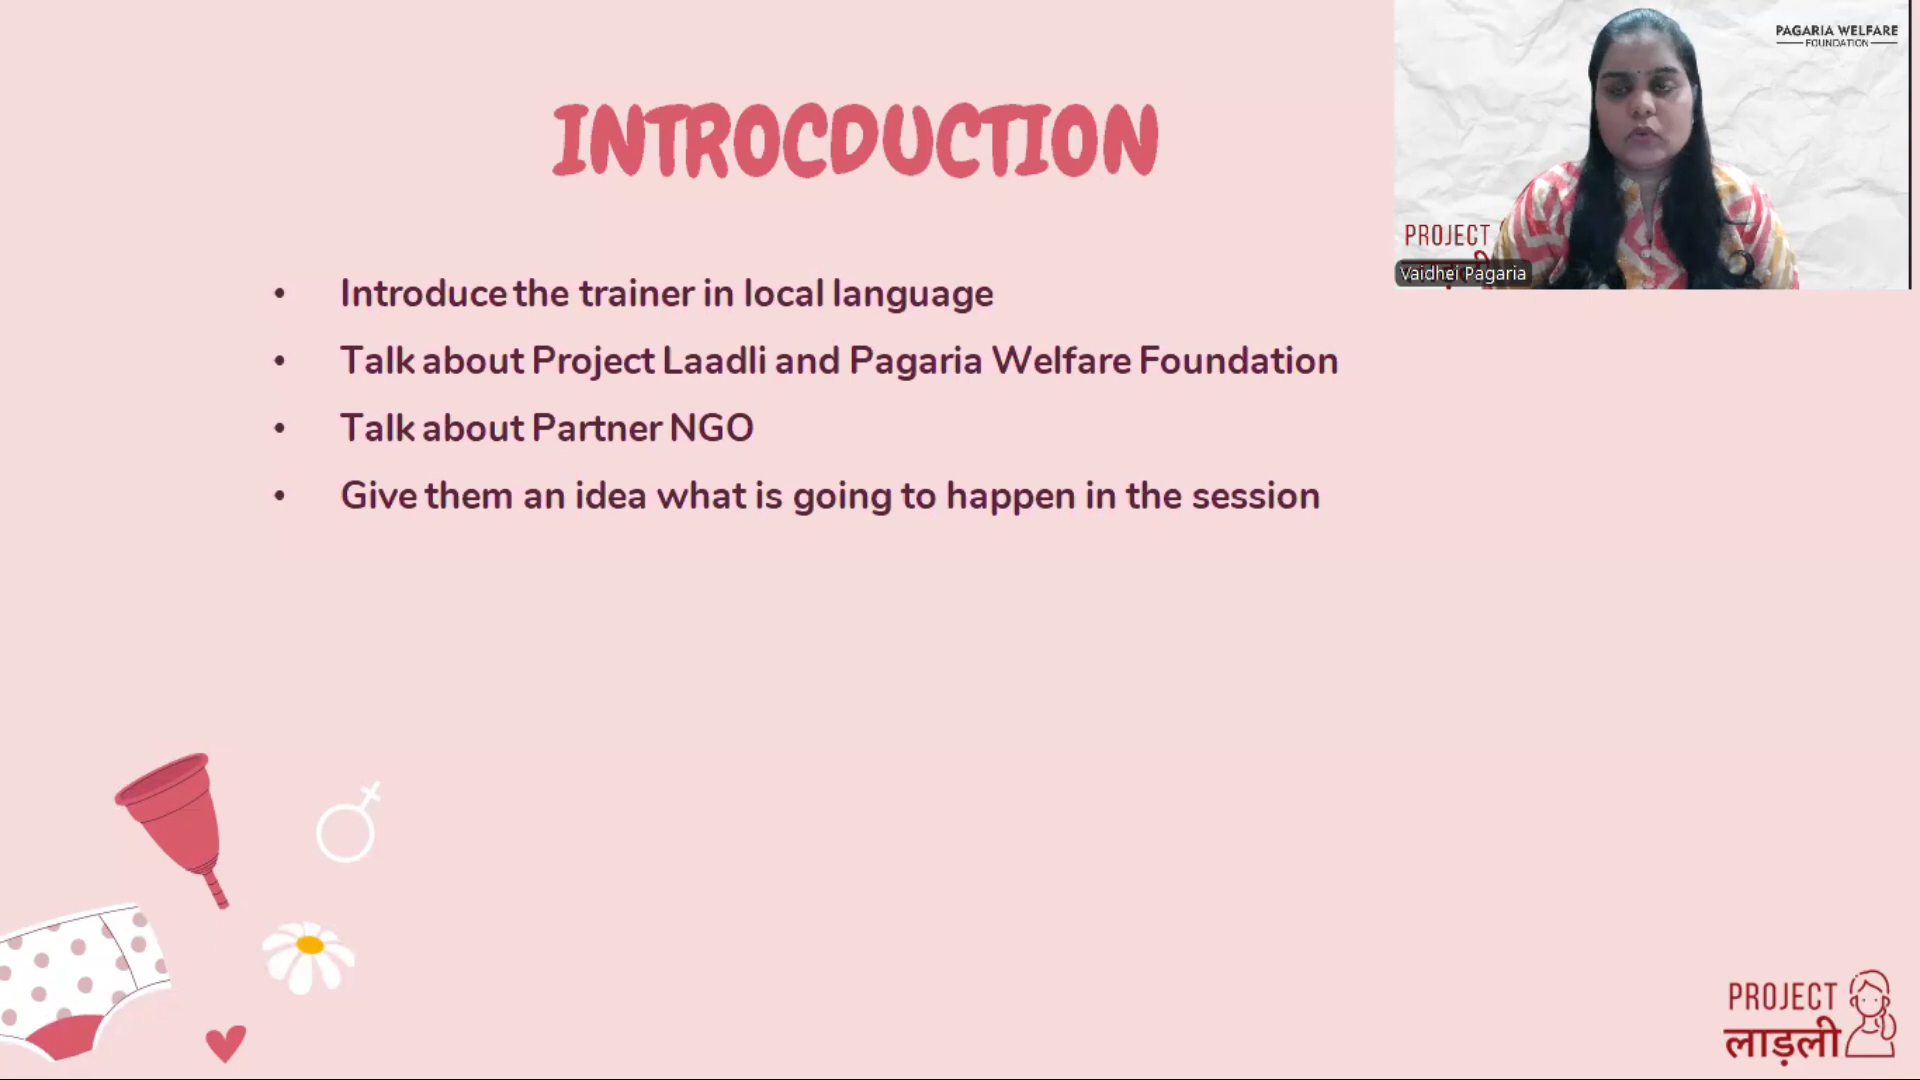 INTROCDUCTION
• Introduce the trainer in local language
• Talk about Project Laadli and Pagaria Welfare Foundation
• Talk about Partner NGO
• Give them an idea what is going to happen in the session
PAGARIA WELFARE
FOUNDATION
PROJECT
Vaidhei Pagaria
PROJECT
लाड़ली